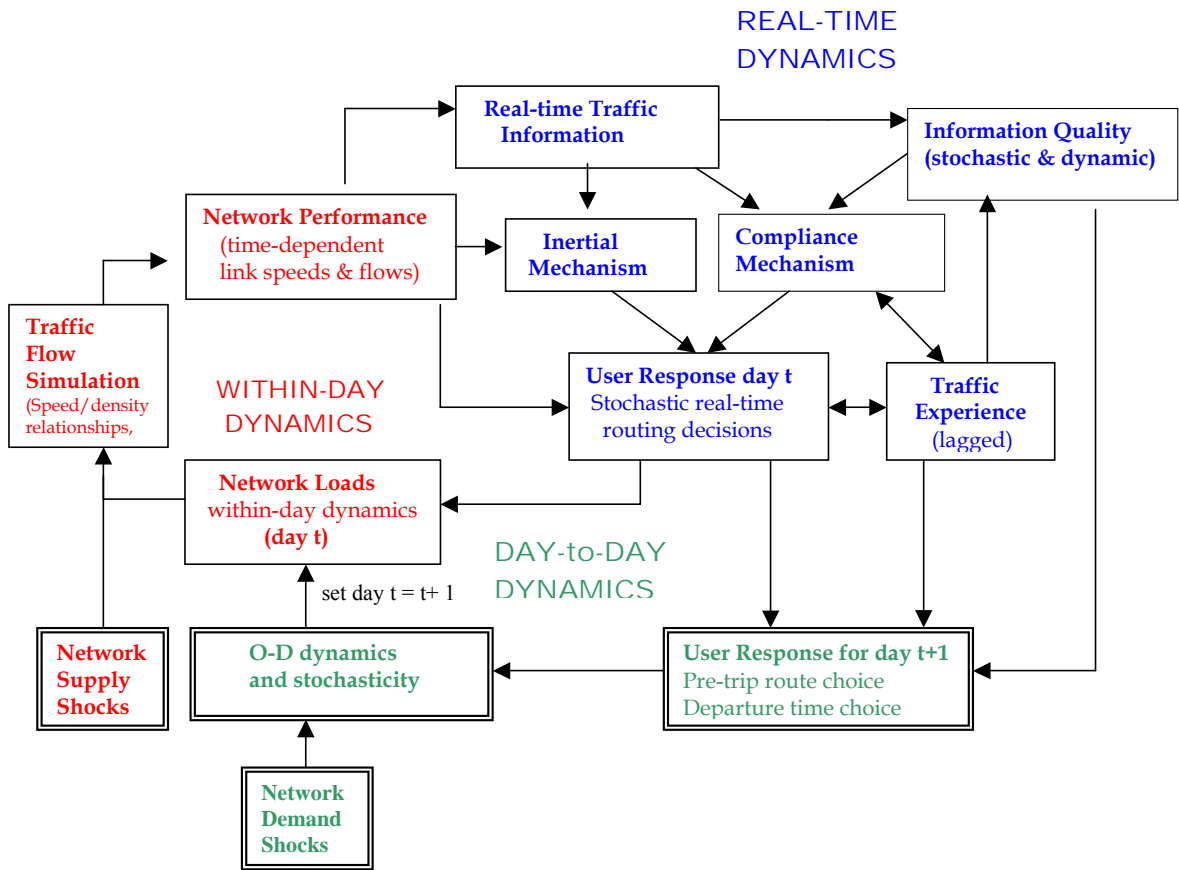 REAL-TIME
DYNAMICS
Real-time Traffic
Information
Information Quality
(stochastic & dynamic)
Network Performance
(time-dependent
link speeds & flows)
Inertial
Mechanism
Compliance
Mechanism
Traffic
Flow
Simulation
(Speed/density
relationships,
WITHIN-DAY
DYNAMICS
User Response day t
Stochastic real-time
routing decisions
Traffic
Experience
(lagged)
Network Loads
within-day dynamics
(day t)
DAY-to-DAY
DYNAMICS
set day t = t+ 1
Network
Supply
Shocks
O-D dynamics
and stochasticity
User Response for day t+1
Pre-trip route choice
Departure time choice
Network
Demand
Shocks